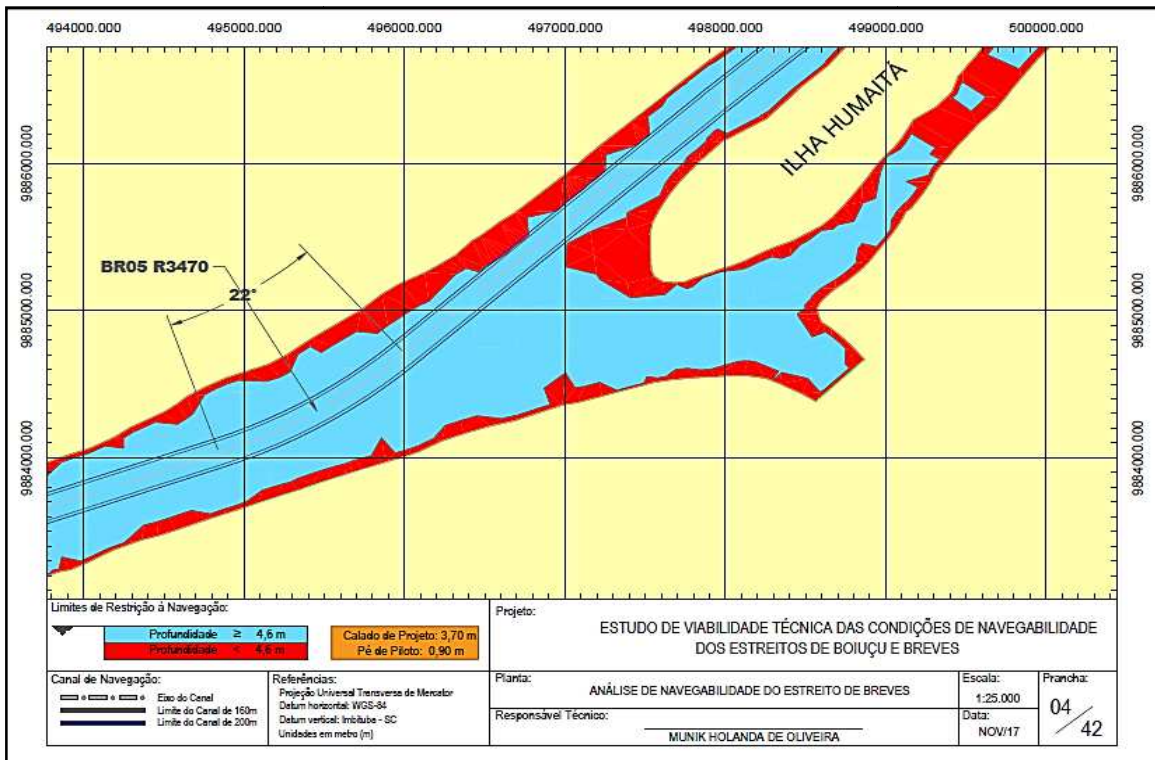 494000.000 495000.000 496000.000 497000.000 498000.000 499000.000 500000.000
9886000.000
9885000.000
9884000.000
9886000.000
9885000.000
9884000.000
ILHA HUMAITÁ
BR05 R3470
22°
Limites de Restrição á Navegação:
Profundidade ≥ 4,6 m
Profundidade < 4,6 m
Calado de Projeto: 3,70 m
Pé de Piloto: 0,90 m
Canal de Navegação:
Eixo do Canal
Limite do Canal de 160m
Limite do Canal de 200m
Referências:
Projeção Universal Transversa de Mercator
Datum horizontal: WGS-84
Datum vertical: Imbituba - SC
Unidades em metro (m)
Projeto:
ESTUDO DE VIABILIDADE TÉCNICA DAS CONDIÇÕES DE NAVEGABILIDADE
DOS ESTREITOS DE BOIUÇU E BREVES
Planta:
ANÁLISE DE NAVEGABILIDADE DO ESTREITO DE BREVES
Responsável Técnico:
MUNIK HOLANDA DE OLIVEIRA
Escala:
1:25.000
Data:
NOV/17
Prancha:
04
42